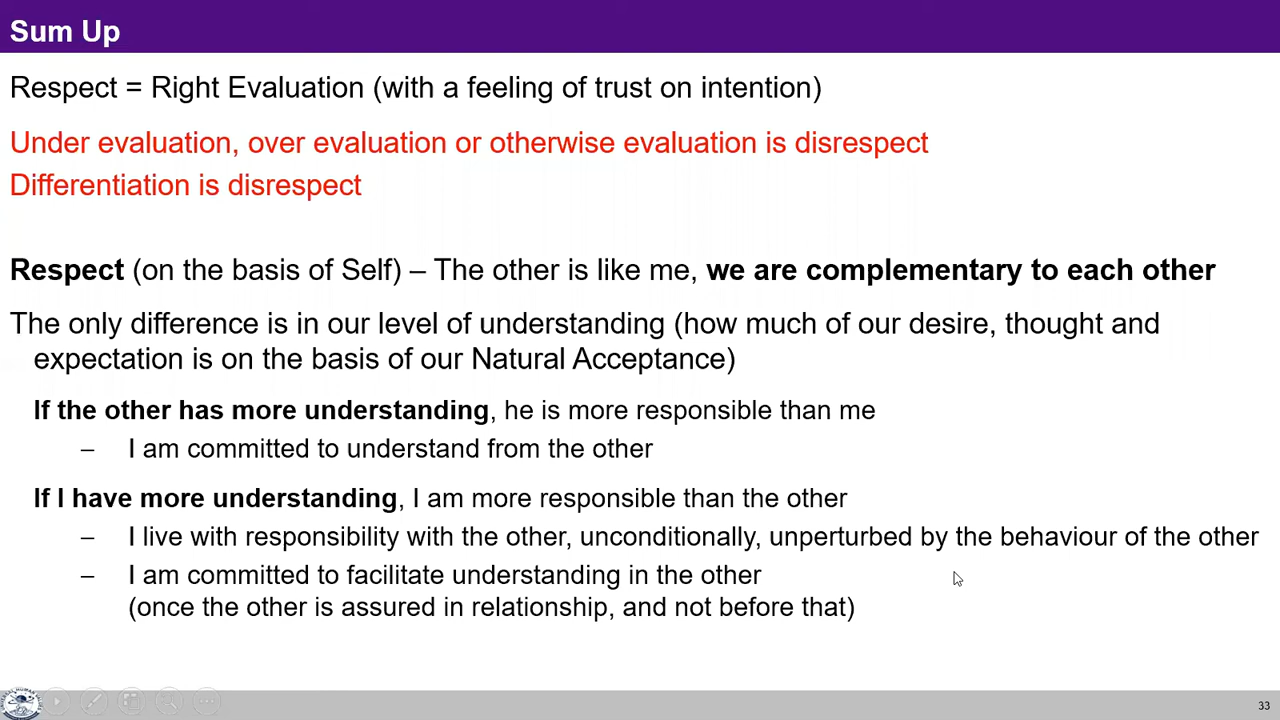 Sum Up
Respect = Right Evaluation (with a feeling of trust on intention)
Under evaluation, over evaluation or otherwise evaluation is disrespect
Differentiation is disrespect
Respect (on the basis of Self) – The other is like me, we are complementary to each other
The only difference is in our level of understanding (how much of our desire, thought and
expectation is on the basis of our Natural Acceptance)
If the other has more understanding, he is more responsible than me
– I am committed to understand from the other
If I have more understanding, I am more responsible than the other
– I live with responsibility with the other, unconditionally, unperturbed by the behaviour of the other
– I am committed to facilitate understanding in the other
(once the other is assured in relationship, and not before that)
33